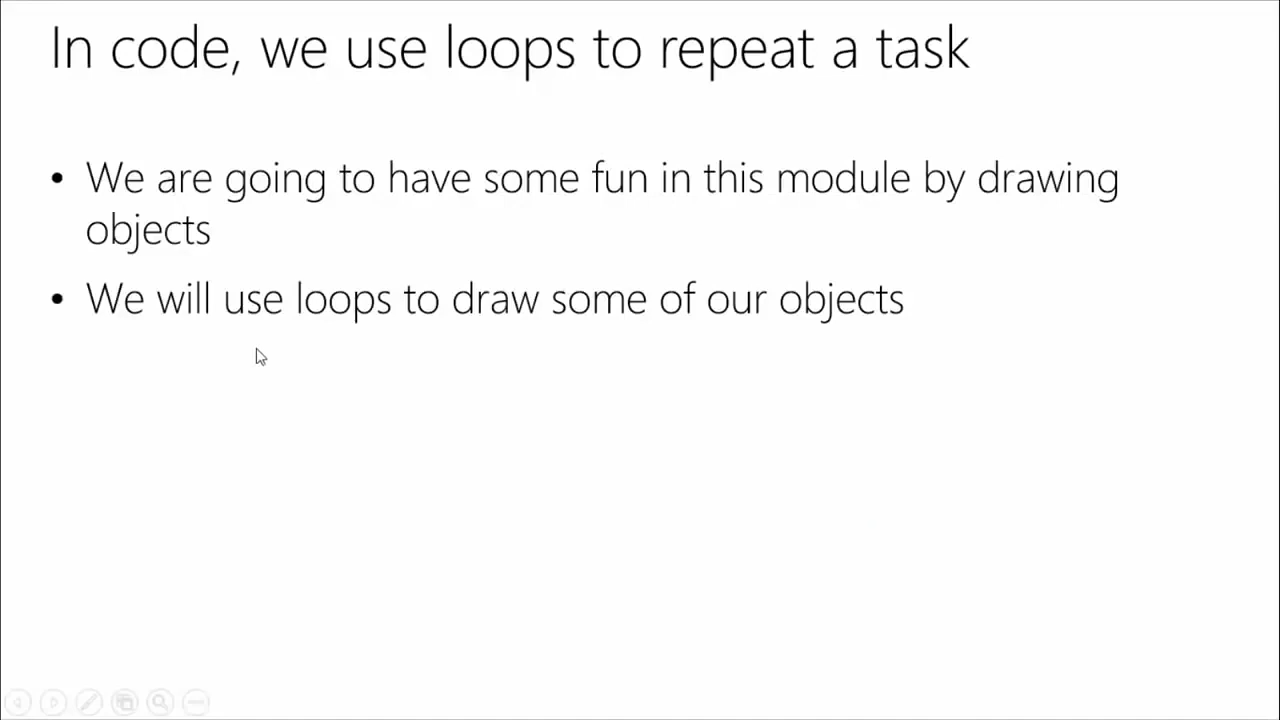 In code, we use loops to repeat a task
• We are going to have some fun in this module by drawing
objects
• We will use loops to draw some of our objects